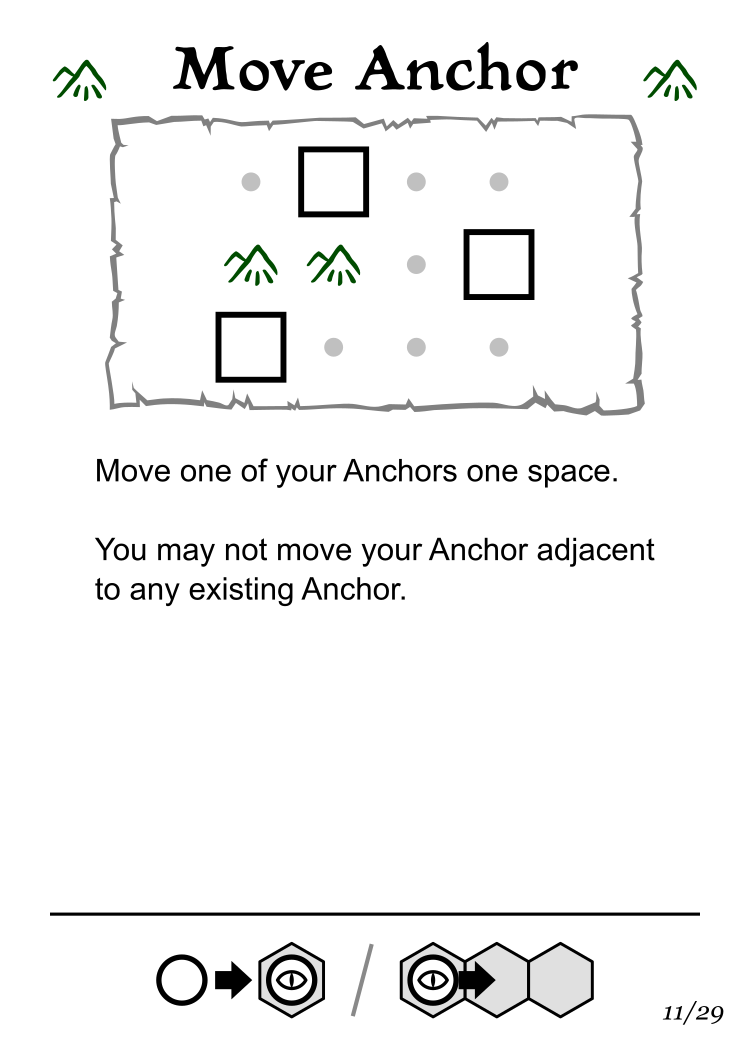 Move Anchor
Move one of your Anchors one space.
You may not move your Anchor adjacent
to any existing Anchor.
11/29